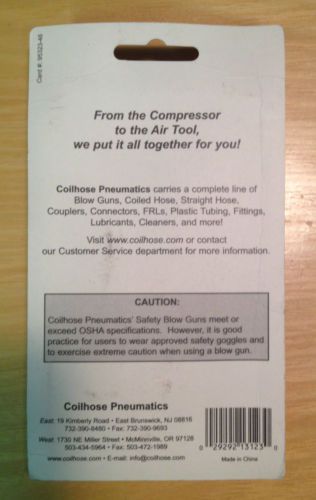 Card #: 95323-46
From the Compressor
to the Air Tool,
we put it all together for you!
Coilhose Pneumatics carries a complete line of
Blow Guns, Coiled Hose, Straight Hose,
Couplers, Connectors, FRLs, Plastic Tubing, Fittings,
Lubricants, Cleaners, and more!
Visit www.coilhose.com or contact
our Customer Service department for more information.
CAUTION:
Coilhose Pneumatics' Safety Blow Guns meet or
exceed OSHA specifications. However, it is good
practice for users to wear approved safety goggles and
to exercise extreme caution when using a blow gun.
Coilhose Pneumatics
East: 19 Kimberly Road • East Brunswick, NJ 08816
732-390-8480 • Fax: 732-390-9693
West: 1730 NE Miller Street • McMinnville, OR 97128
503-434-5964 • Fax: 503-472-1989
www.coilhose.com • E-mail: info@coilhose.com
0 29292 13123 0
Made in China